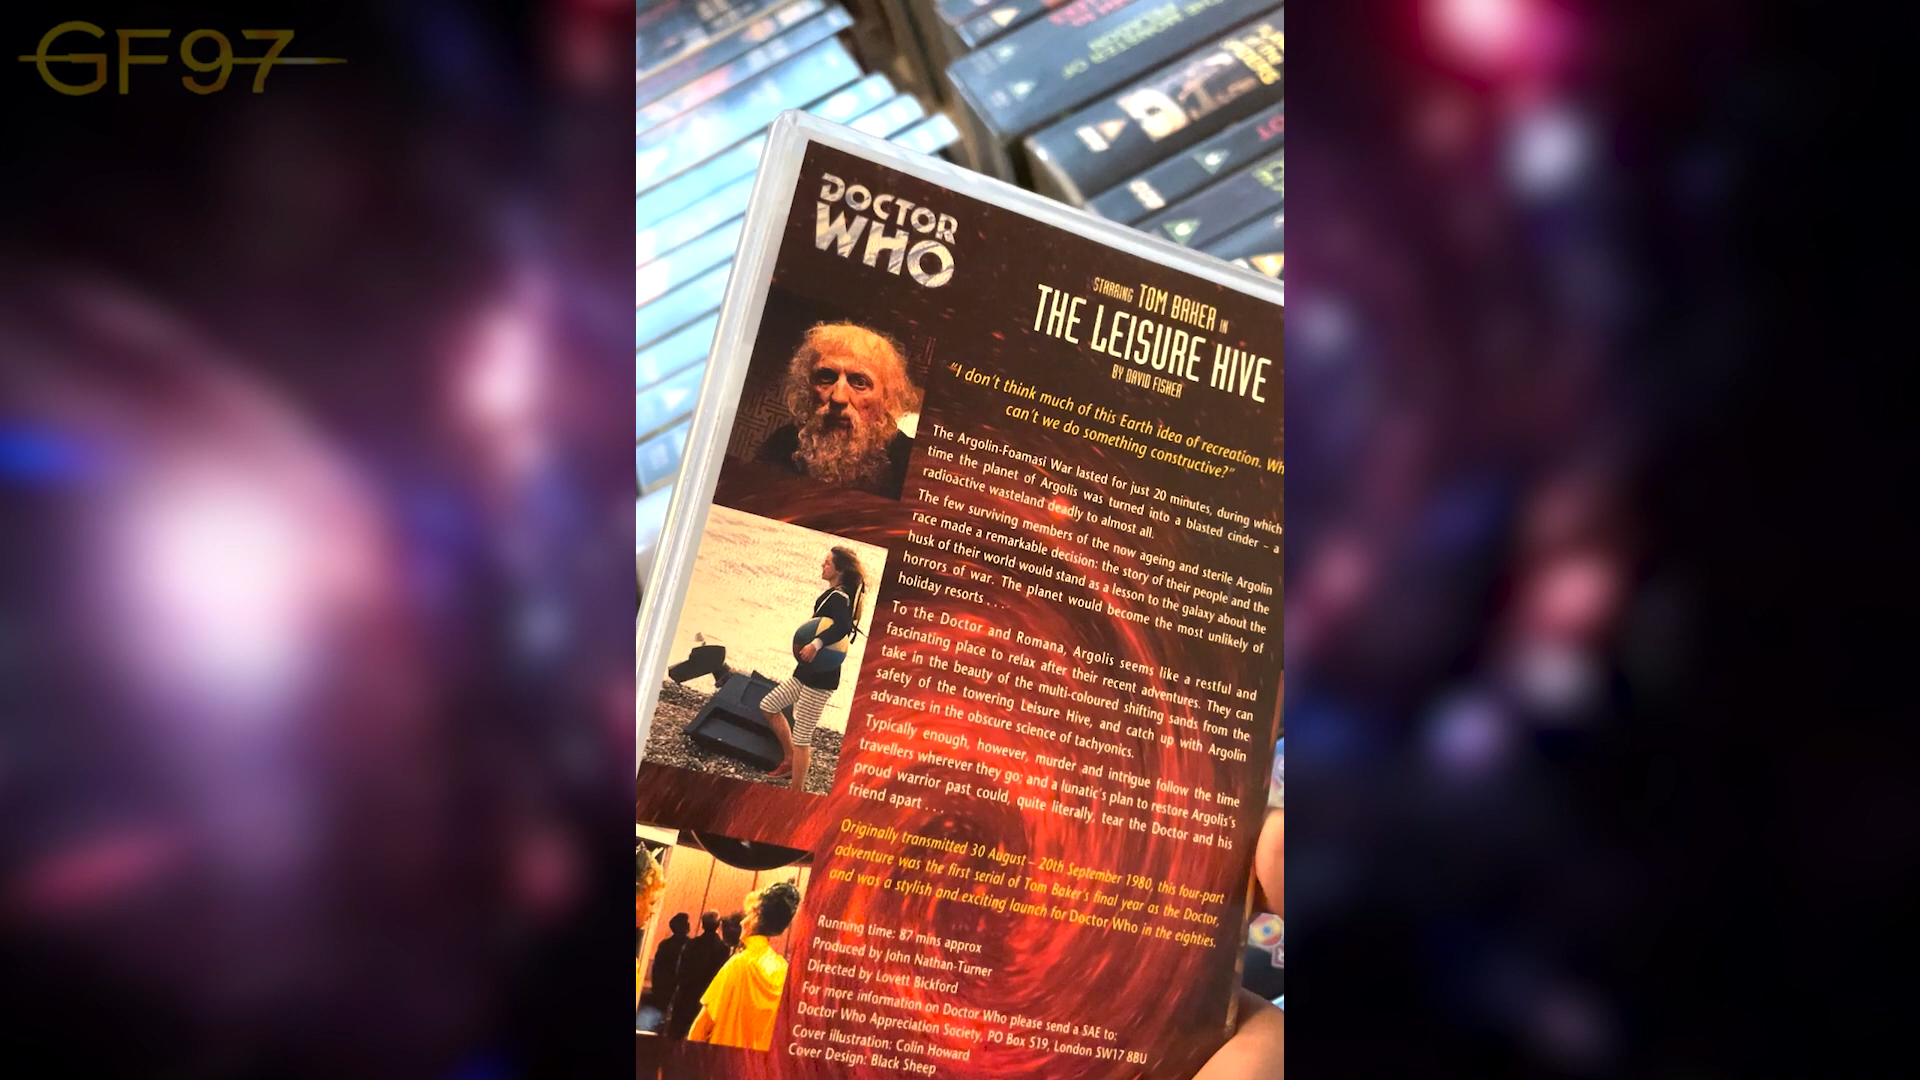 GF97
DOCTOR
WHO
STARRING TOM BAKER IN
THE LEISURE HIVE
BY DAVID FISHER
"I don't think much of this Earth idea of recreation.
can't we do something constructive?"
The Argolin-Foamasi War lasted for just 20 minutes, during which
time the planet of Argolis was turned into a blasted cinder – a
radioactive wasteland deadly to almost all.
The few surviving members of the now ageing and sterile Argolin
race made a remarkable decision: the story of their people and the
husk of their world would stand as a lesson to the galaxy about the
horrors of war. The planet would become the most unlikely of
holiday resorts . . . .
To the Doctor and Romana, Argolis seems like a restful and
fascinating place to relax after their recent adventures. They can
take in the beauty of the multi-coloured shifting sands from the
safety of the towering Leisure Hive, and catch up with Argolin
advances in the obscure science of tachyonics.
Typically enough, however, murder and intrigue follow the time
travellers wherever they go; and a lunatic's plan to restore Argolis's
proud warrior past could, quite literally, tear the Doctor and his
friend apart . . .
Originally transmitted 30 August – 20th September 1980, this four-part
adventure was the first serial of Tom Baker's final year as the Doctor,
and was a stylish and exciting launch for Doctor Who in the eighties.
Running time: 87 mins approx
Produced by John Nathan-Turner
Directed by Lovett Bickford
For more information on Doctor Who please send a SAE to:
Doctor Who Appreciation Society, PO Box 519, London SW17 8BU
Cover illustration: Colin Howard
Cover Design: Black Sheep